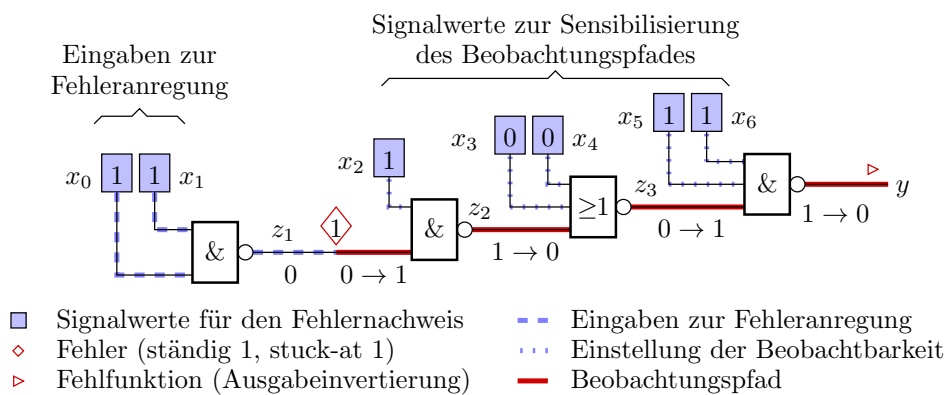 Signalwerte zur Sensibilisierung
des Beobachtungspfades
Eingaben zur
Fehleranregung
x₀ 1 1 x₁
x₂ 1
x₃ 0 0 x₄
x₅ 1 1 x₆
& z₁ 1 & z₂ ≥1 z₃ & y
0 0 → 1 1 → 0 0 → 1 1 → 0
Signalwerte für den Fehlernachweis
Fehler (ständig 1, stuck-at 1)
Fehlfunktion (Ausgabeinvertierung)
Eingaben zur Fehleranregung
Einstellung der Beobachtbarkeit
Beobachtungspfad